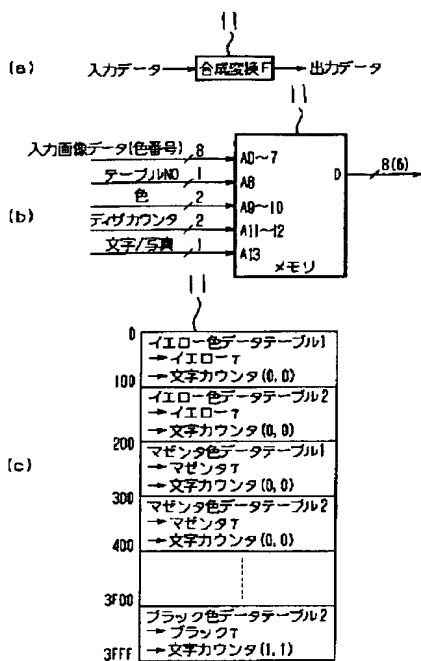 11
(a) 入力データ 合成変換F 出力データ
11
入力画像データ(色番号) 8 A0~7
D 8(6)
テーブルNO 1 A8
(b) 色 2 A9~10
ディザカウンタ 2 A11~12
文字/写真 1 A13
メモリ
11
(c)
0
イエロー色データテーブル1
→イエローγ
→文字カウンタ(0,0)
100
イエロー色データテーブル2
→イエローγ
→文字カウンタ(0,0)
200
マゼンタ色データテーブル1
→マゼンタγ
→文字カウンタ(0,0)
300
マゼンタ色データテーブル2
→マゼンタγ
→文字カウンタ(0,0)
400
3F00
ブラック色データテーブル2
→ブラックγ
→文字カウンタ(1,1)
3FFF